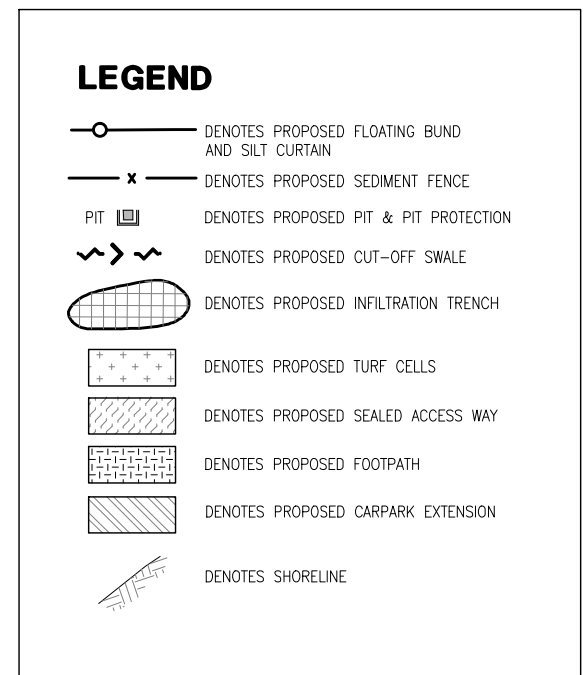 LEGEND
DENOTES PROPOSED FLOATING BUND
AND SILT CURTAIN
x DENOTES PROPOSED SEDIMENT FENCE
PIT DENOTES PROPOSED PIT & PIT PROTECTION
DENOTES PROPOSED CUT-OFF SWALE
DENOTES PROPOSED INFILTRATION TRENCH
DENOTES PROPOSED TURF CELLS
DENOTES PROPOSED SEALED ACCESS WAY
DENOTES PROPOSED FOOTPATH
DENOTES PROPOSED CARPARK EXTENSION
DENOTES SHORELINE